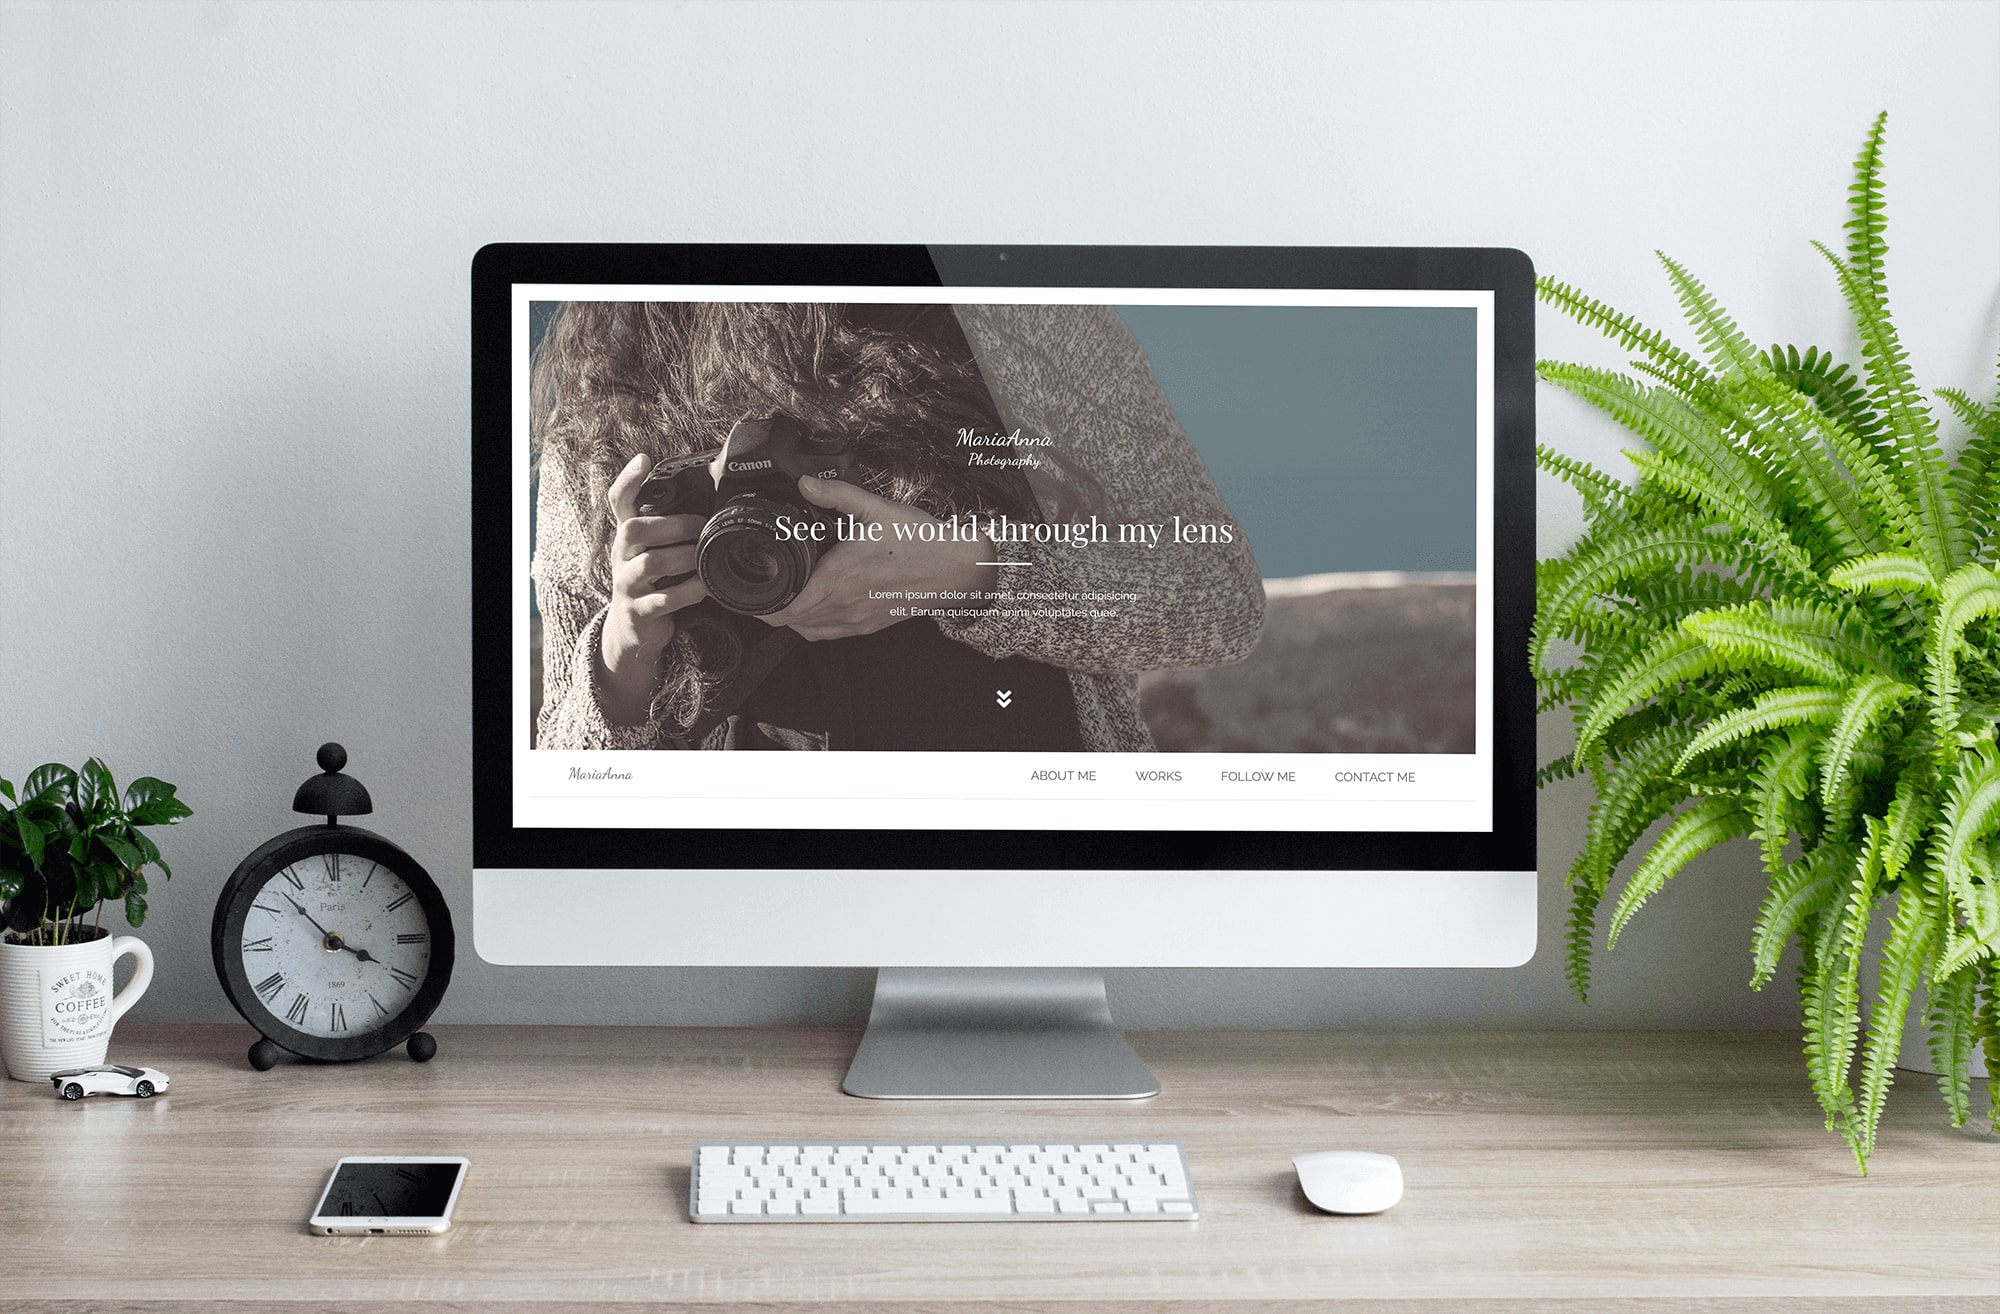 MariaAnna
Photography
Canon
EOS
See the world through my lens
Lorem ipsum dolor sit amet, consectetur adipisicing
elit. Earum quisquam animi voluptates quae.
MariaAnna
ABOUT ME
WORKS
FOLLOW ME
CONTACT ME
Paris
1869
SWEET HOME
COFFEE